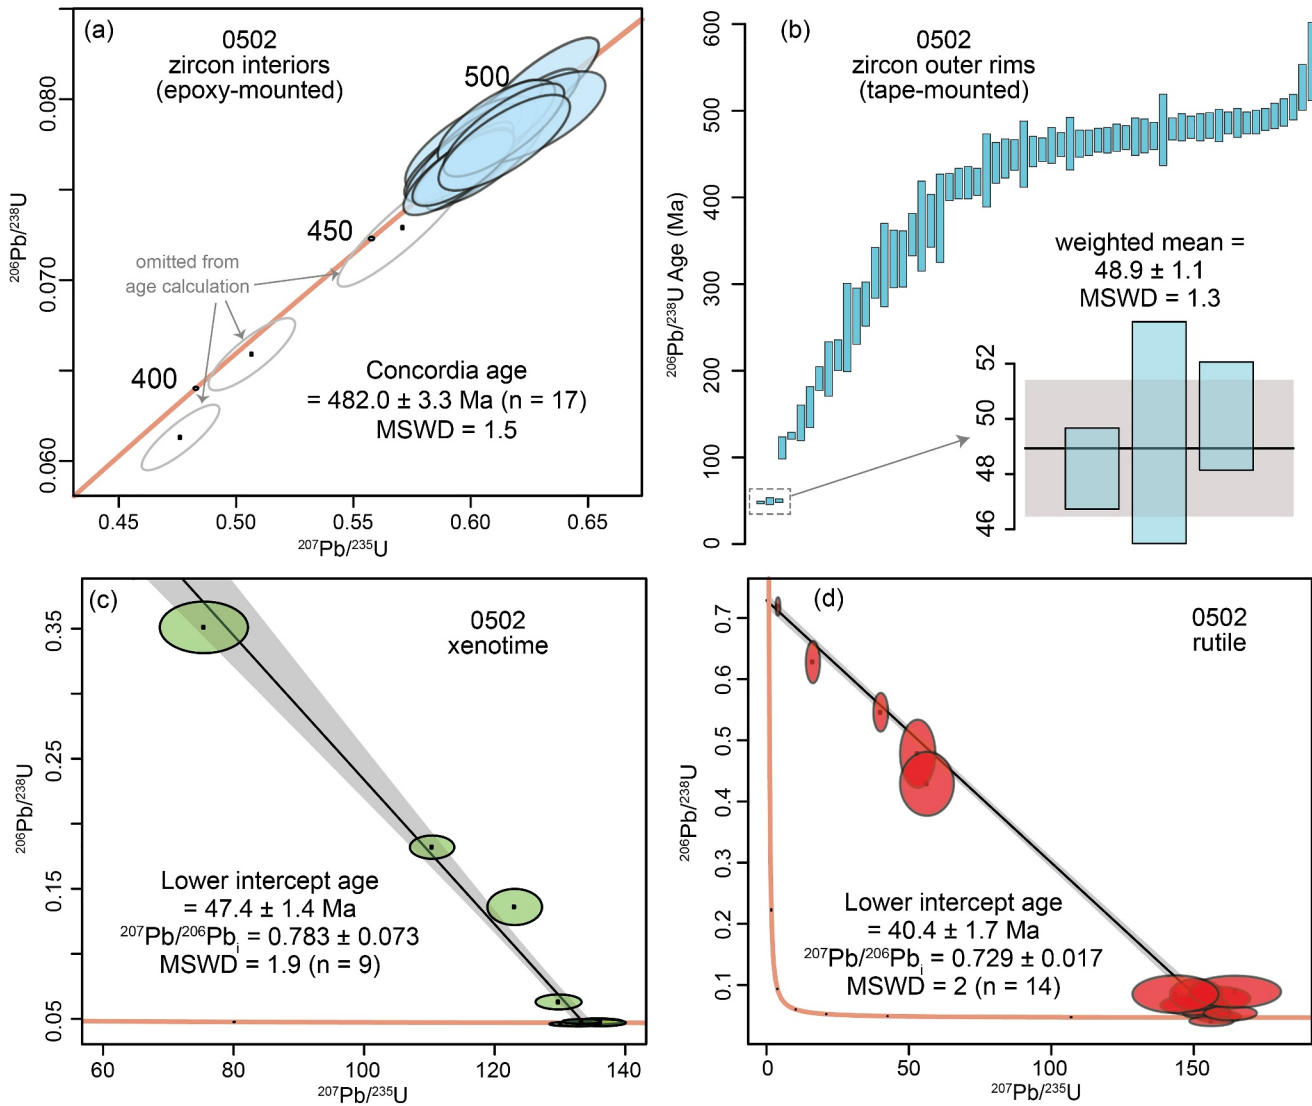 (a)
0502
zircon interiors
(epoxy-mounted)
500
450
400
omitted from
age calculation
Concordia age
= 482.0 ± 3.3 Ma (n = 17)
MSWD = 1.5
0.080
0.070
0.060
²⁰⁶Pb/²³⁸U
0.45
0.50
0.55
0.60
0.65
²⁰⁷Pb/²³⁵U
(b)
0502
zircon outer rims
(tape-mounted)
600
500
400
300
200
100
0
²⁰⁶Pb/²³⁸U Age (Ma)
weighted mean =
48.9 ± 1.1
MSWD = 1.3
52
50
48
46
(c)
0502
xenotime
0.35
0.25
0.15
0.05
²⁰⁶Pb/²³⁸U
Lower intercept age
= 47.4 ± 1.4 Ma
²⁰⁷Pb/²⁰⁶Pbᵢ = 0.783 ± 0.073
MSWD = 1.9 (n = 9)
60
80
100
120
140
²⁰⁷Pb/²³⁵U
(d)
0502
rutile
0.7
0.6
0.5
0.4
0.3
0.2
0.1
²⁰⁶Pb/²³⁸U
Lower intercept age
= 40.4 ± 1.7 Ma
²⁰⁷Pb/²⁰⁶Pbᵢ = 0.729 ± 0.017
MSWD = 2 (n = 14)
0
50
100
150
²⁰⁷Pb/²³⁵U